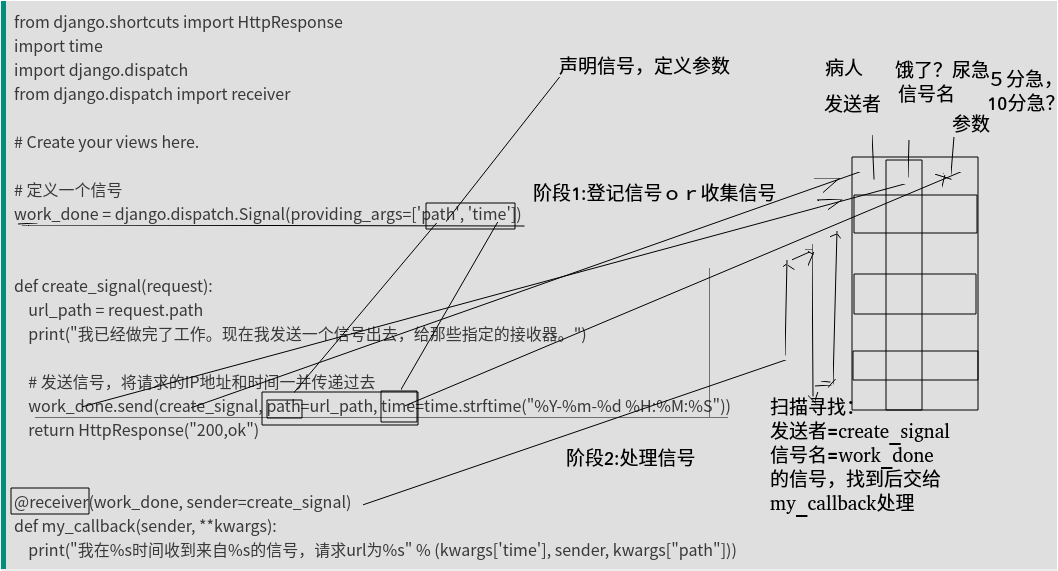 from django.shortcuts import HttpResponse
import time
import django.dispatch
from django.dispatch import receiver
# Create your views here.
# 定义一个信号
work_done = django.dispatch.Signal(providing_args=['path', 'time'])
def create_signal(request):
url_path = request.path
print("我已经做完了工作。现在我发送一个信号出去，给那些指定的接收器。")
# 发送信号，将请求的IP地址和时间一并传递过去
work_done.send(create_signal, path=url_path, time=time.strftime("%Y-%m-%d %H:%M:%S"))
return HttpResponse("200,ok")
@receiver(work_done, sender=create_signal)
def my_callback(sender, **kwargs):
print("我在%s时间收到来自%s的信号，请求url为%s" % (kwargs['time'], sender, kwargs["path"]))
声明信号，定义参数
阶段1:登记信号ｏｒ收集信号
阶段2:处理信号
病人
发送者
饿了？尿急
信号名
５分急，
10分急?
参数
扫描寻找：
发送者=create_signal
信号名=work_done
的信号，找到后交给
my_callback处理